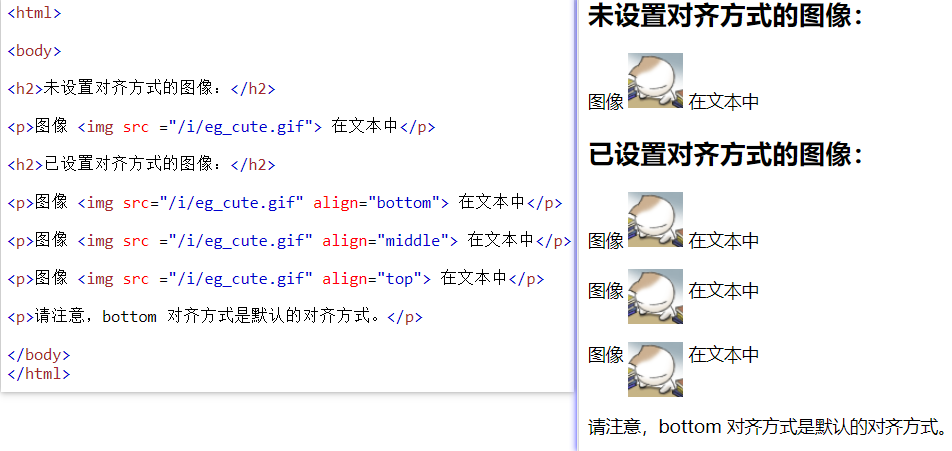 <html>
<body>
<h2>未设置对齐方式的图像：</h2>
<p>图像 <img src ="/i/eg_cute.gif"> 在文本中</p>
<h2>已设置对齐方式的图像：</h2>
<p>图像 <img src="/i/eg_cute.gif" align="bottom"> 在文本中</p>
<p>图像 <img src ="/i/eg_cute.gif" align="middle"> 在文本中</p>
<p>图像 <img src ="/i/eg_cute.gif" align="top"> 在文本中</p>
<p>请注意，bottom 对齐方式是默认的对齐方式。</p>
</body>
</html>
未设置对齐方式的图像：
图像 在文本中
已设置对齐方式的图像：
图像 在文本中
图像 在文本中
图像 在文本中
请注意，bottom 对齐方式是默认的对齐方式。